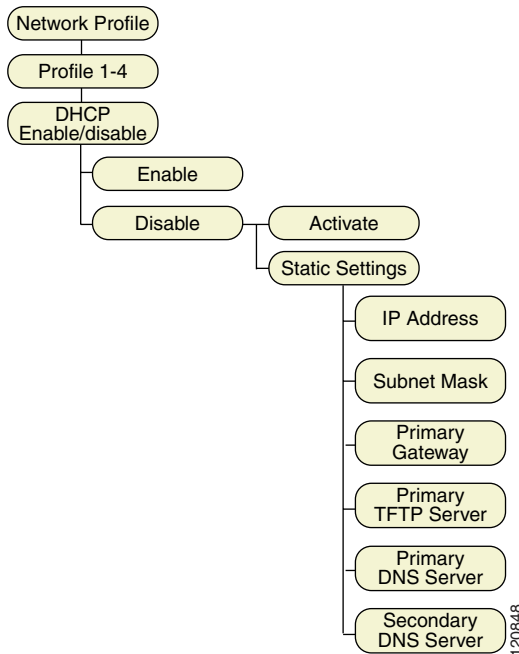 Network Profile
Profile 1-4
DHCP
Enable/disable
Enable
Disable
Activate
Static Settings
IP Address
Subnet Mask
Primary
Gateway
Primary
TFTP Server
Primary
DNS Server
Secondary
DNS Server
120848